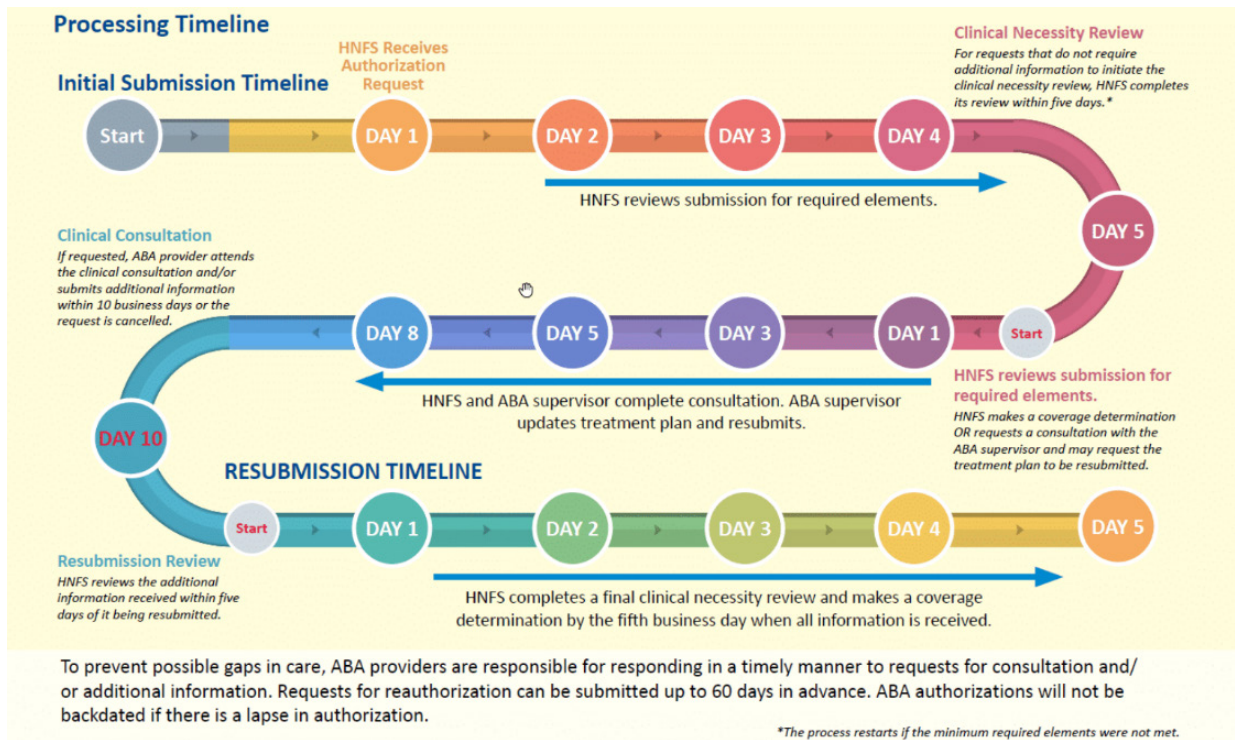 Processing Timeline
Initial Submission Timeline
HNFS Receives
Authorization
Request
Clinical Necessity Review
For requests that do not require
additional information to initiate the
clinical necessity review, HNFS completes
its review within five days.*
Start
DAY 1
DAY 2
DAY 3
DAY 4
HNFS reviews submission for required elements.
DAY 5
Clinical Consultation
If requested, ABA provider attends
the clinical consultation and/or
submits additional information
within 10 business days or the
request is cancelled.
DAY 8
DAY 5
DAY 3
DAY 1
Start
HNFS and ABA supervisor complete consultation. ABA supervisor
updates treatment plan and resubmits.
HNFS reviews submission for
required elements.
HNFS makes a coverage determination
OR requests a consultation with the
ABA supervisor and may request the
treatment plan to be resubmitted.
DAY 10
RESUBMISSION TIMELINE
Start
DAY 1
DAY 2
DAY 3
DAY 4
DAY 5
Resubmission Review
HNFS reviews the additional
information received within five
days of it being resubmitted.
HNFS completes a final clinical necessity review and makes a coverage
determination by the fifth business day when all information is received.
To prevent possible gaps in care, ABA providers are responsible for responding in a timely manner to requests for consultation and/
or additional information. Requests for reauthorization can be submitted up to 60 days in advance. ABA authorizations will not be
backdated if there is a lapse in authorization.
*The process restarts if the minimum required elements were not met.